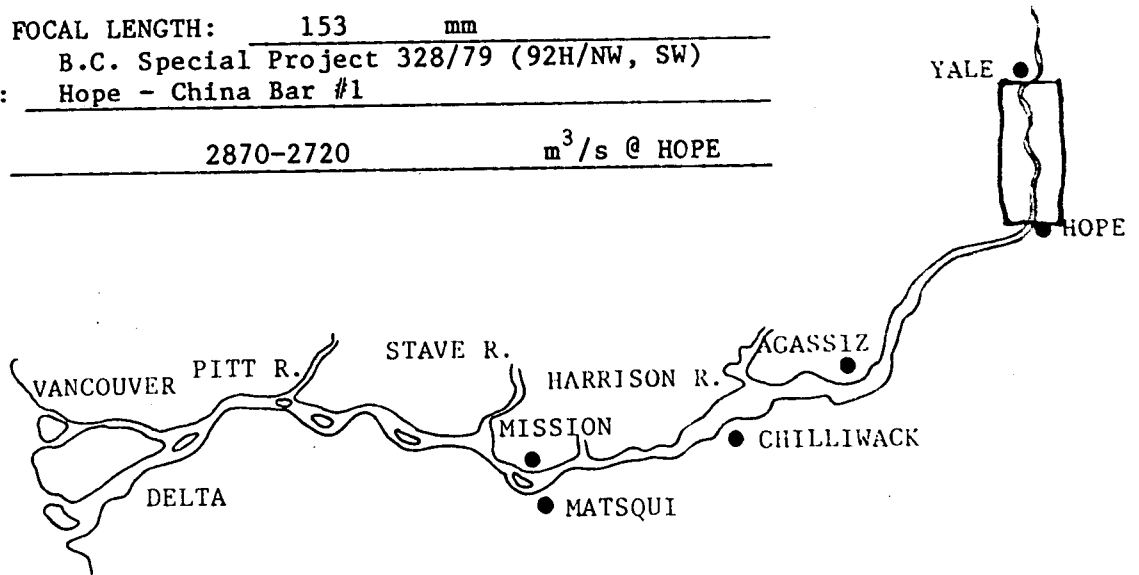 FOCAL LENGTH: 153 mm
B.C. Special Project 328/79 (92H/NW, SW)
: Hope - China Bar #1
2870-2720 m³/s @ HOPE
YALE
HOPE
AGASSIZ
STAVE R.
PITT R.
HARRISON R.
VANCOUVER
MISSION
CHILLIWACK
DELTA
MATSQUI